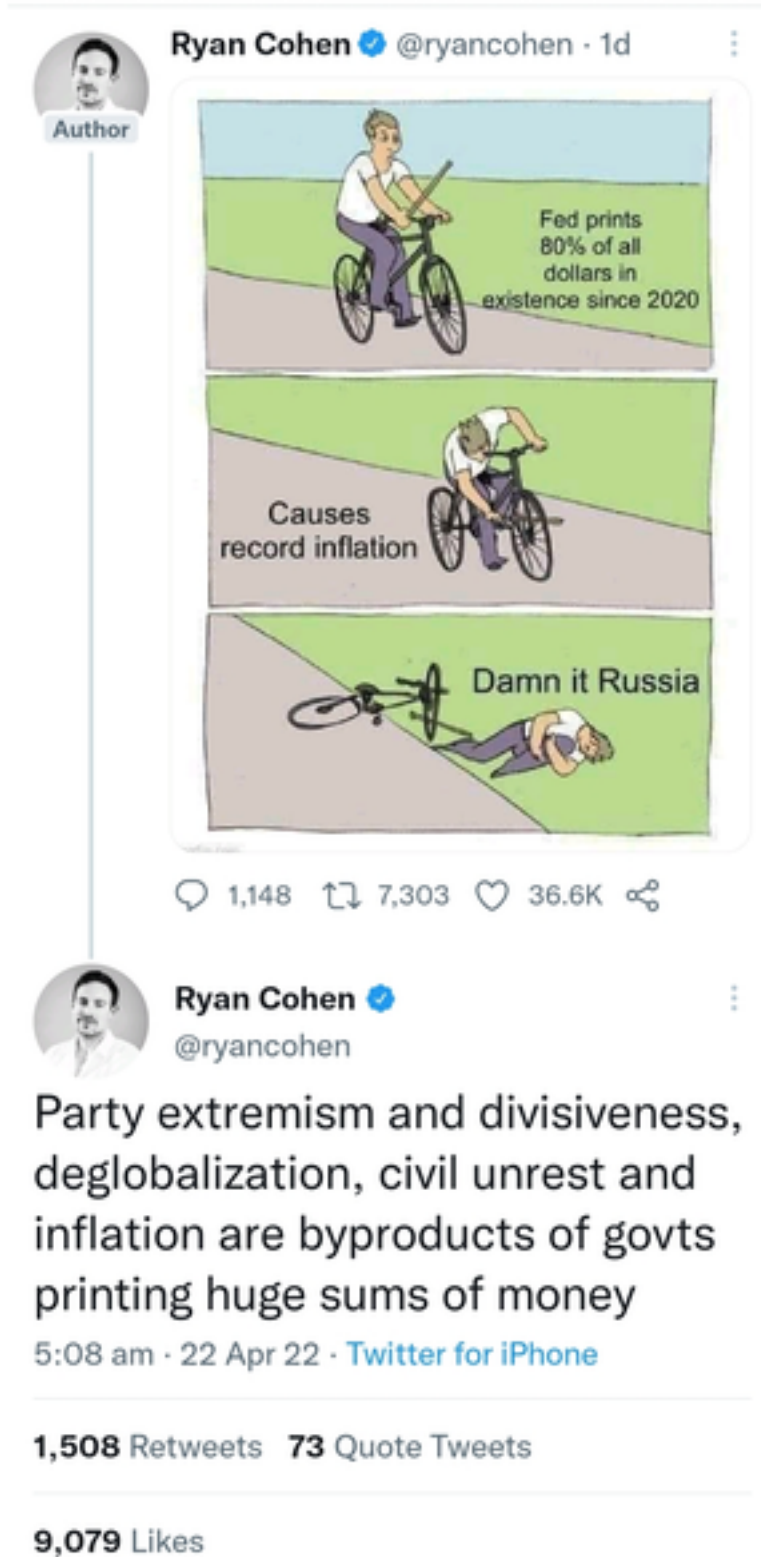 Ryan Cohen @ryancohen · 1d
Author
Fed prints
80% of all
dollars in
existence since 2020
Causes
record inflation
Damn it Russia
1,148 7,303 36.6K
Ryan Cohen
@ryancohen
Party extremism and divisiveness,
deglobalization, civil unrest and
inflation are byproducts of govts
printing huge sums of money
5:08 am · 22 Apr 22 · Twitter for iPhone
1,508 Retweets 73 Quote Tweets
9,079 Likes